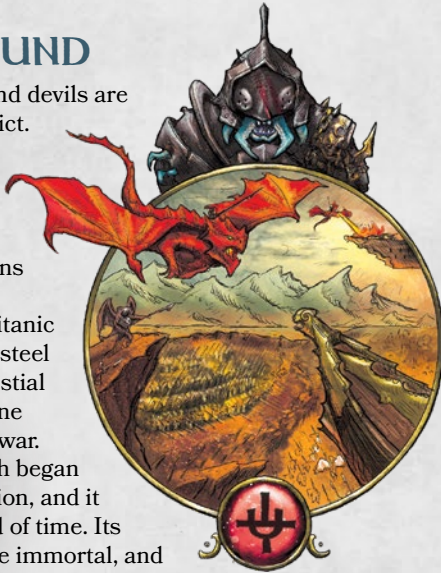 UND
nd devils are
ict.
ns
itanic
steel
stial
ne
war.
h began
ion, and it
l of time. Its
e immortal, and